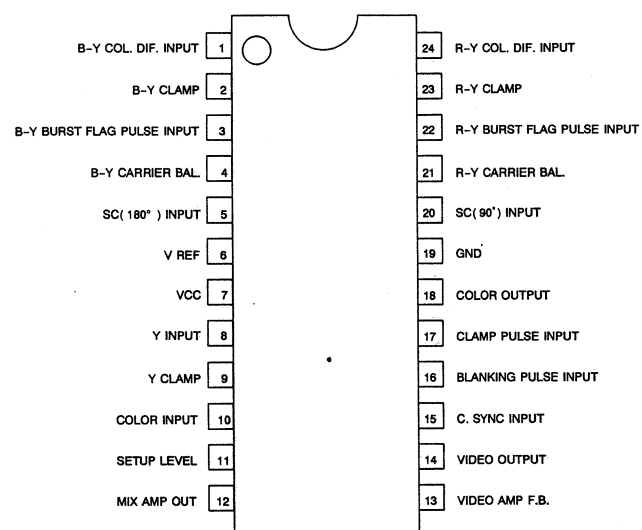 B-Y COL. DIF. INPUT 1 24 R-Y COL. DIF. INPUT
B-Y CLAMP 2 23 R-Y CLAMP
B-Y BURST FLAG PULSE INPUT 3 22 R-Y BURST FLAG PULSE INPUT
B-Y CARRIER BAL. 4 21 R-Y CARRIER BAL.
SC( 180° ) INPUT 5 20 SC( 90° ) INPUT
V REF 6 19 GND
VCC 7 18 COLOR OUTPUT
Y INPUT 8 17 CLAMP PULSE INPUT
Y CLAMP 9 16 BLANKING PULSE INPUT
COLOR INPUT 10 15 C. SYNC INPUT
SETUP LEVEL 11 14 VIDEO OUTPUT
MIX AMP OUT 12 13 VIDEO AMP F.B.